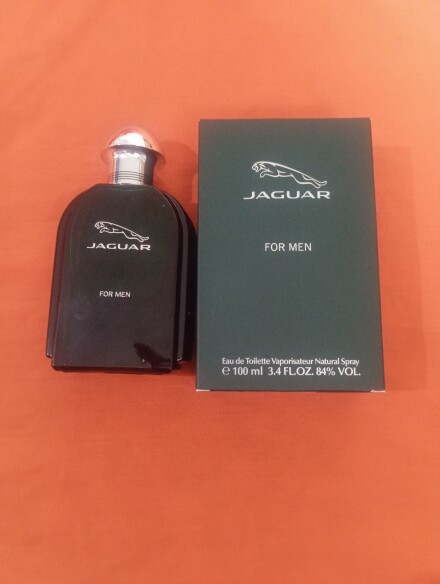 JAGUAR
FOR MEN
JAGUAR
FOR MEN
Eau de Toilette Vaporisateur Natural Spray
℮ 100 ml 3.4 FL.OZ. 84% VOL.